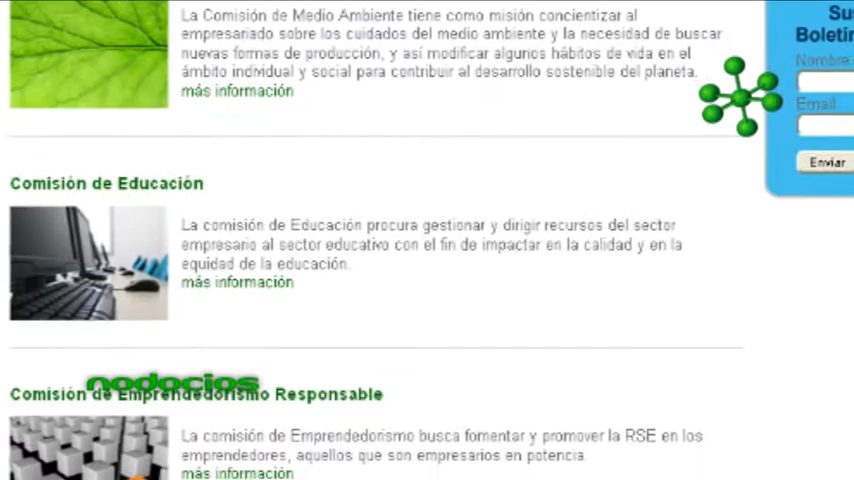 La Comisión de Medio Ambiente tiene como misión concientizar al
empresariado sobre los cuidados del medio ambiente y la necesidad de buscar
nuevas formas de producción, y así modificar algunos hábitos de vida en el
ámbito individual y social para contribuir al desarrollo sostenible del planeta.
más información
Nombre
Email
Enviar
Comisión de Educación
La comisión de Educación procura gestionar y dirigir recursos del sector
empresario al sector educativo con el fin de impactar en la calidad y en la
equidad de la educación.
más información
nodocios
Comisión de Emprendedorismo Responsable
La comisión de Emprendedorismo busca fomentar y promover la RSE en los
emprendedores, aquellos que son empresarios en potencia.
más información